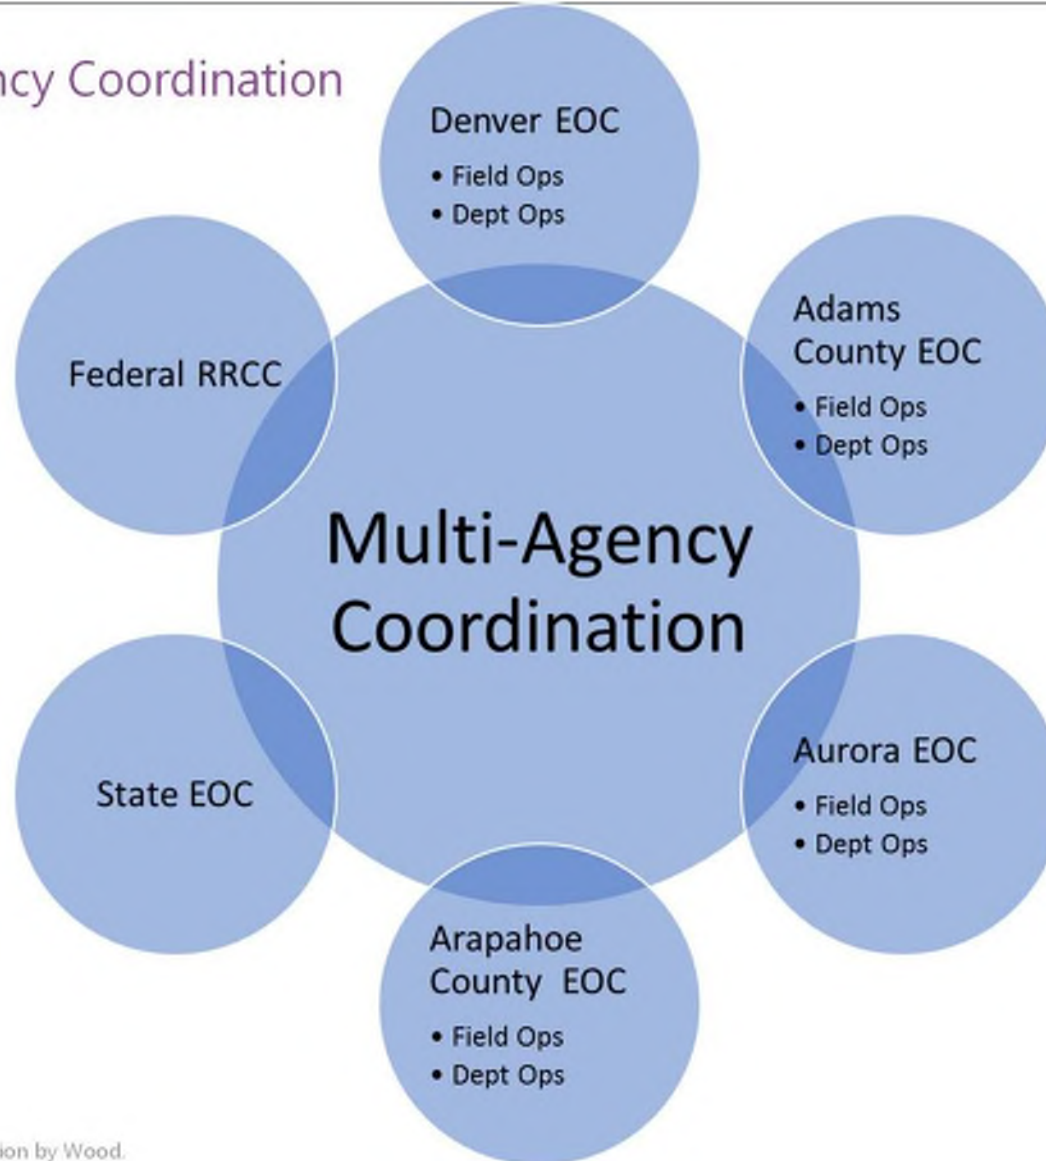 ncy Coordination
Denver EOC
• Field Ops
• Dept Ops
Adams
County EOC
• Field Ops
• Dept Ops
Federal RRCC
Multi-Agency
Coordination
State EOC
Aurora EOC
• Field Ops
• Dept Ops
Arapahoe
County EOC
• Field Ops
• Dept Ops
ion by Wood.